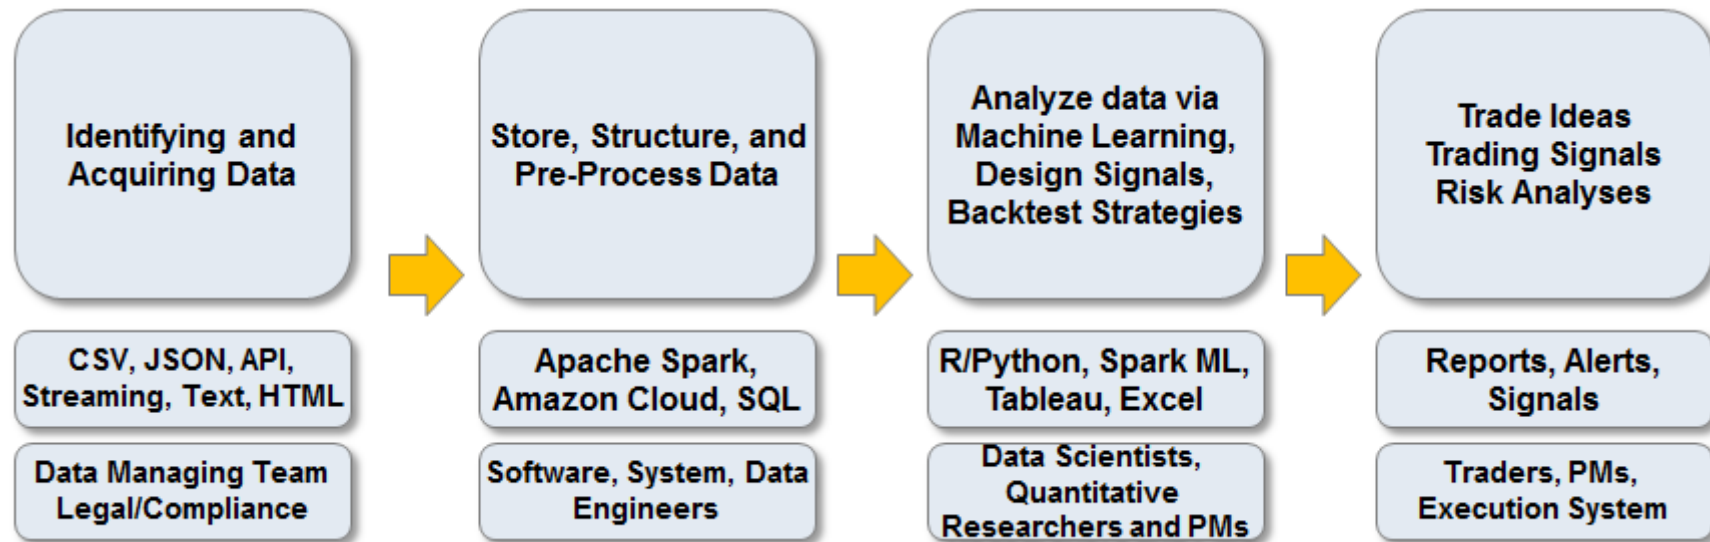 Identifying and
Acquiring Data
Store, Structure, and
Pre-Process Data
Analyze data via
Machine Learning,
Design Signals,
Backtest Strategies
Trade Ideas
Trading Signals
Risk Analyses
CSV, JSON, API,
Streaming, Text, HTML
Apache Spark,
Amazon Cloud, SQL
R/Python, Spark ML,
Tableau, Excel
Reports, Alerts,
Signals
Data Managing Team
Legal/Compliance
Software, System, Data
Engineers
Data Scientists,
Quantitative
Researchers and PMs
Traders, PMs,
Execution System